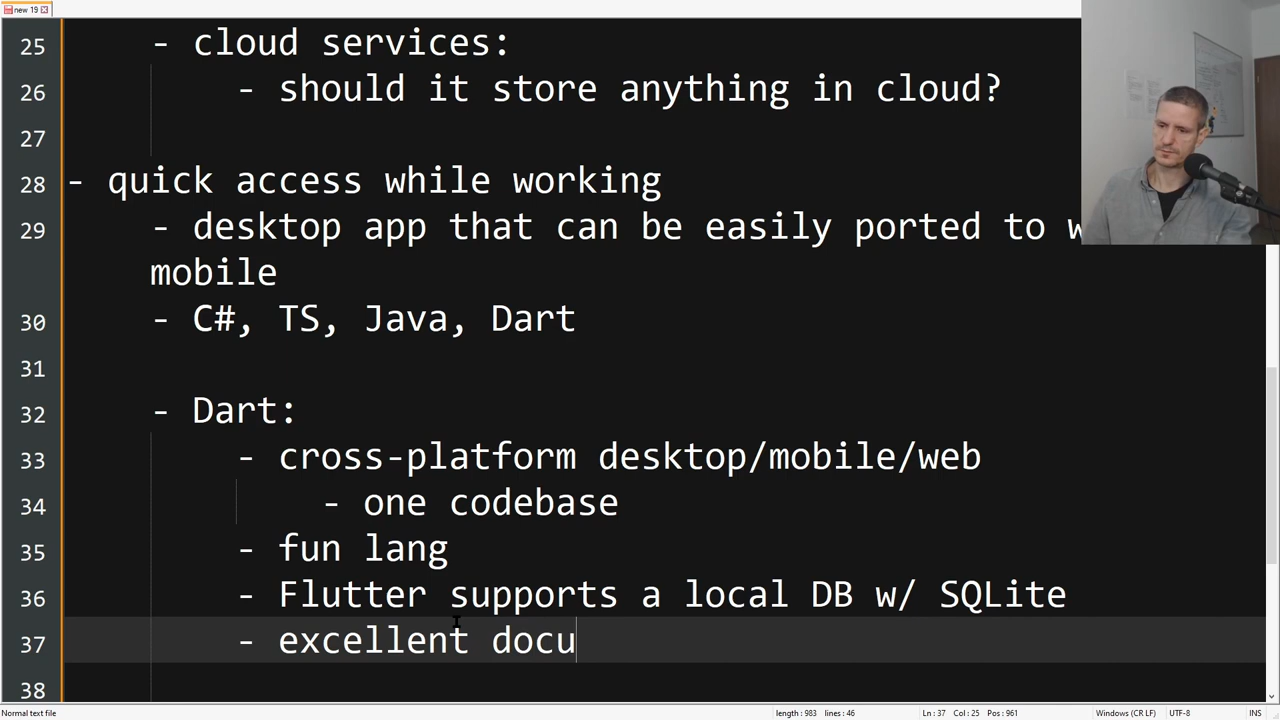 new 19
25 - cloud services:
26 - should it store anything in cloud?
27
28 - quick access while working
29 - desktop app that can be easily ported to
mobile
30 - C#, TS, Java, Dart
31
32 - Dart:
33 - cross-platform desktop/mobile/web
34 - one codebase
35 - fun lang
36 - Flutter supports a local DB w/ SQLite
37 - excellent docu
38
Normal text file length : 983 lines : 46 Ln : 37 Col : 25 Pos : 961 Windows (CR LF) UTF-8 INS